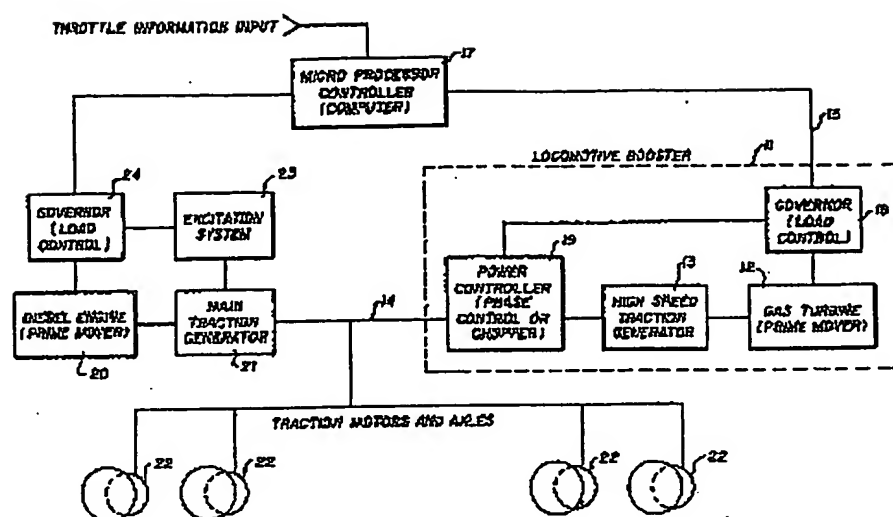 THROTTLE INFORMATION INPUT
17
MICRO PROCESSOR
CONTROLLER
(COMPUTER)
15
LOCOMOTIVE BOOSTER
11
24
GOVERNOR
(LOAD
CONTROL)
23
EXCITATION
SYSTEM
GOVERNOR
(LOAD
CONTROL)
18
19
POWER
CONTROLLER
(PHASE
CONTROL OR
CHOPPER)
13
HIGH SPEED
TRACTION
GENERATOR
12
GAS TURBINE
(PRIME MOVER)
14
DIESEL ENGINE
(PRIME MOVER)
20
MAIN
TRACTION
GENERATOR
21
TRACTION MOTORS AND AXLES
22
22
22
22